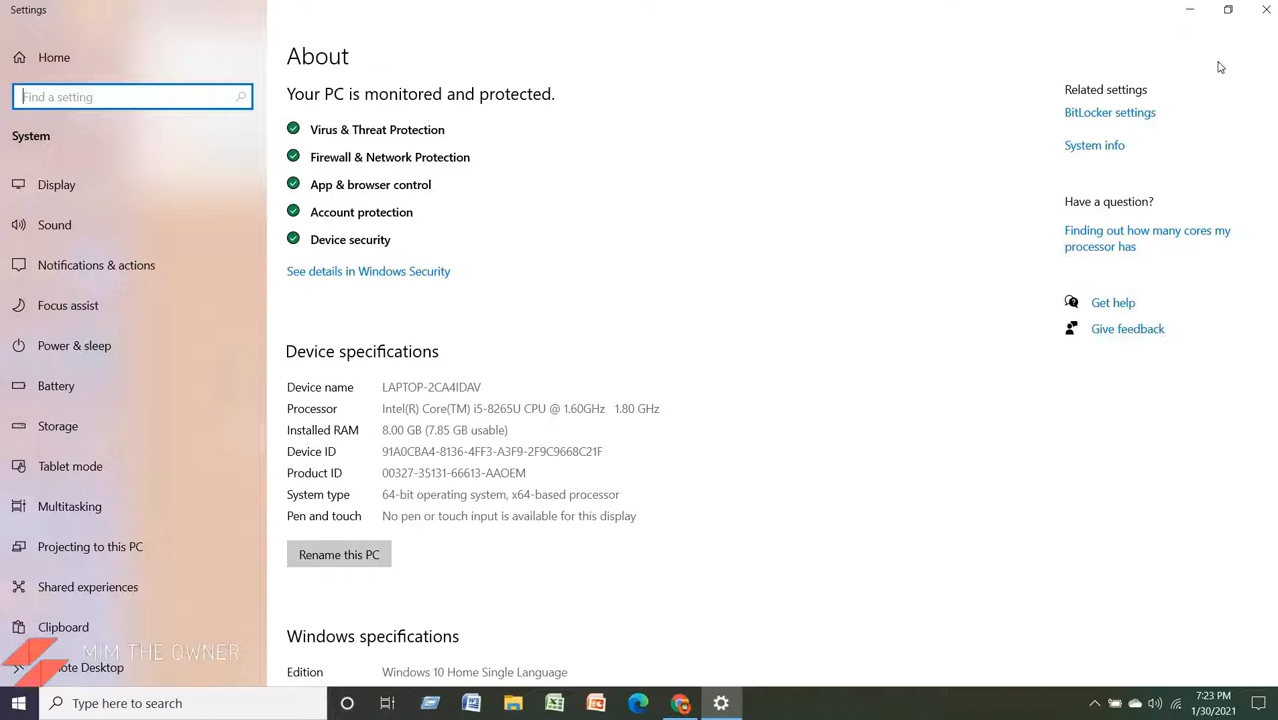 Settings
Home
Find a setting
System
Display
Sound
Notifications & actions
Focus assist
Power & sleep
Battery
Storage
Tablet mode
Multitasking
Projecting to this PC
Shared experiences
Clipboard
MIM THE OWNER
Desktop
About
Your PC is monitored and protected.
Virus & Threat Protection
Firewall & Network Protection
App & browser control
Account protection
Device security
See details in Windows Security
Device specifications
Device name LAPTOP-2CA4IDAV
Processor Intel(R) Core(TM) i5-8265U CPU @ 1.60GHz 1.80 GHz
Installed RAM 8.00 GB (7.85 GB usable)
Device ID 91A0CBA4-8136-4FF3-A3F9-2F9C9668C21F
Product ID 00327-35131-66613-AAOEM
System type 64-bit operating system, x64-based processor
Pen and touch No pen or touch input is available for this display
Rename this PC
Windows specifications
Edition Windows 10 Home Single Language
Related settings
BitLocker settings
System info
Have a question?
Finding out how many cores my
processor has
Get help
Give feedback
Type here to search
7:23 PM
1/30/2021